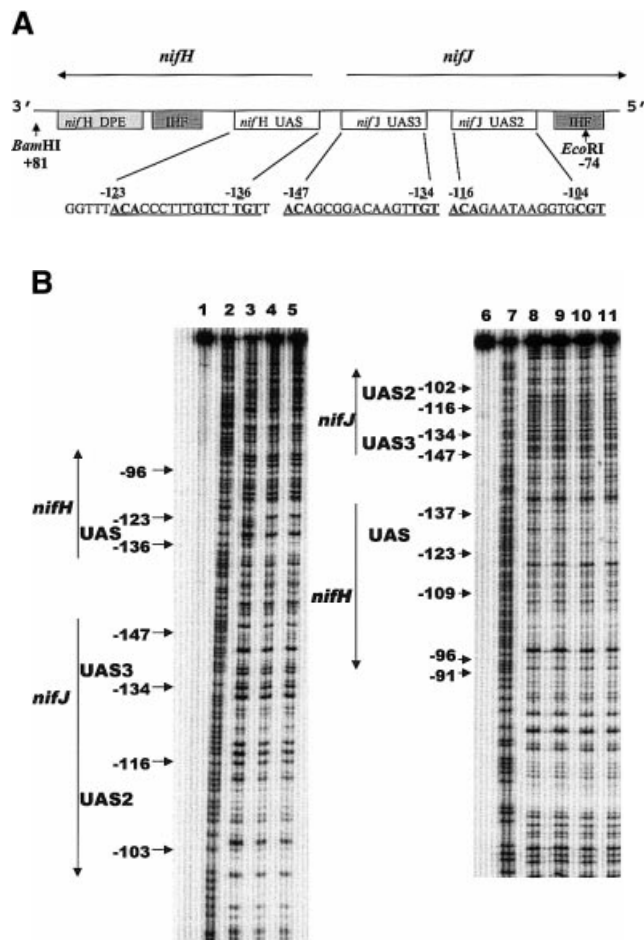 A
nifH nifJ
3' 5'
nifH DPE IHF nifH UAS nifJ UAS3 nifJ UAS2 IHF
BamHI EcoRI
+81 -74
-123 -136 -147 -134 -116 -104
GGTTTACACCCTTTGTCT TGTT ACAGCGGACAAGTTGT ACAGAATAAGGTGCGT
B
1 2 3 4 5
nifH
-96
-123
UAS
-136
nifJ
-147
UAS3
-134
-116
UAS2
-103
6 7 8 9 10 11
nifJ
UAS2 -102
-116
UAS3 -134
-147
nifH
-137
UAS
-123
-109
-96
-91